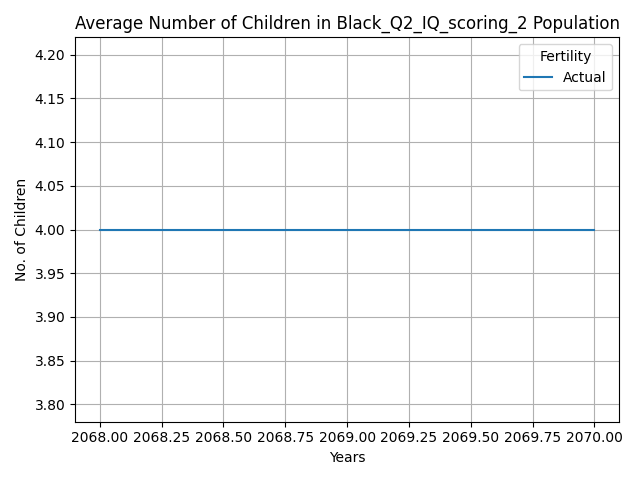 Average Number of Children in Black_Q2_IQ_scoring_2 Population
Fertility
Actual
4.20
4.15
4.10
4.05
4.00
3.95
3.90
3.85
3.80
No. of Children
2068.00 2068.25 2068.50 2068.75 2069.00 2069.25 2069.50 2069.75 2070.00
Years